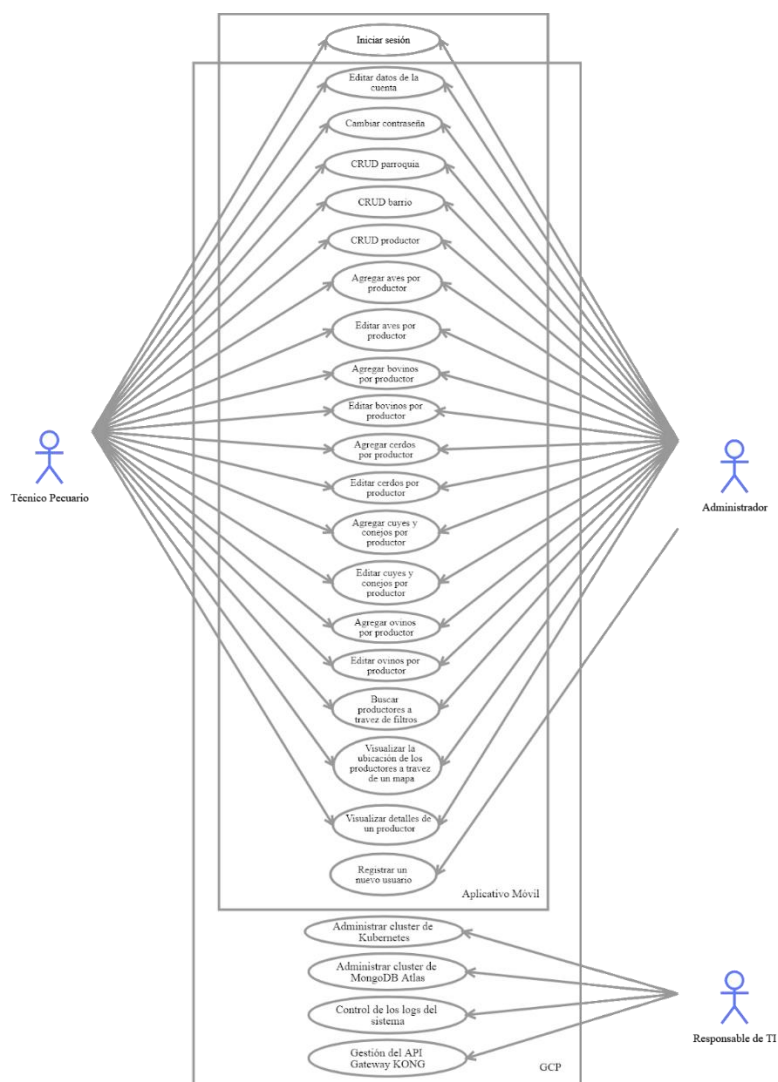 Iniciar sesión
Editar datos de la
cuenta
Cambiar contraseña
CRUD parroquia
CRUD barrio
CRUD productor
Agregar aves por
productor
Editar aves por
productor
Agregar bovinos
por productor
Editar bovinos por
productor
Agregar cerdos
por productor
Editar cerdos por
productor
Agregar cuyes y
conejos por
productor
Editar cuyes y
conejos por
productor
Agregar ovinos
por productor
Editar ovinos por
productor
Buscar
productores a
travez de filtros
Visualizar la
ubicación de los
productores a travez
de un mapa
Visualizar detalles de
un productor
Registrar un
nuevo usuario
Aplicativo Móvil
Técnico Pecuario
Administrador
Administrar cluster de
Kubernetes
Administrar cluster de
MongoDB Atlas
Control de los logs del
sistema
Gestión del API
Gateway KONG
GCP
Responsable de TI